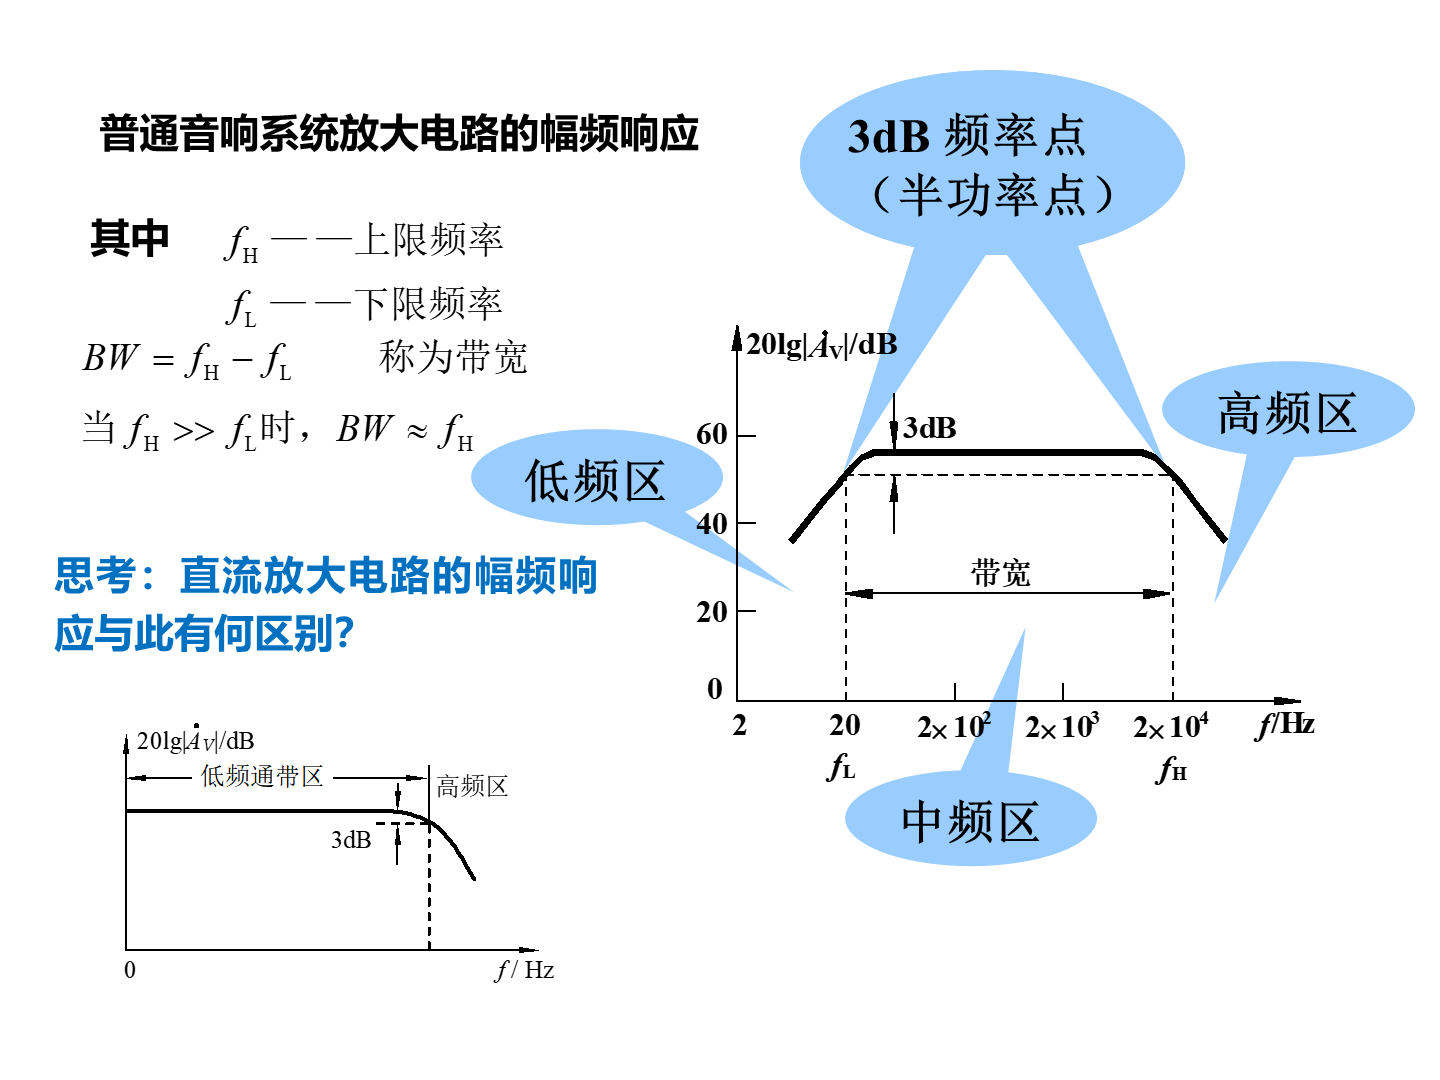 普通音响系统放大电路的幅频响应
其中 fH ——上限频率
fL ——下限频率
BW = fH − fL 称为带宽
当 fH >> fL时，BW ≈ fH
思考：直流放大电路的幅频响
应与此有何区别？
20lg|ȦV|/dB
低频通带区
高频区
3dB
0
f / Hz
3dB 频率点
（半功率点）
20lg|ȦV|/dB
高频区
60
3dB
低频区
40
带宽
20
0
2 20 2×10² 2×10³ 2×10⁴ f/Hz
fL fH
中频区